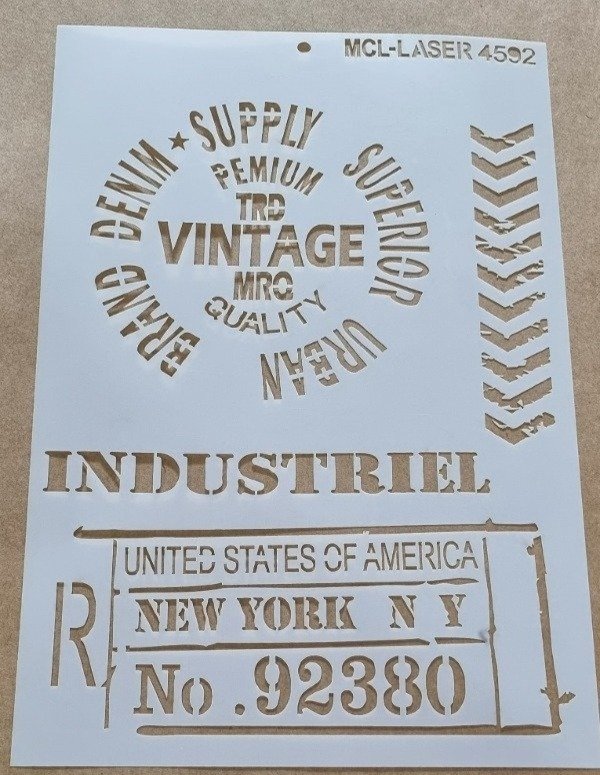 MCL-LASER 4592
BRAND DENIM ★ SUPPLY SUPERIOR URBAN
PEMIUM
TRD
VINTAGE
MRQ
QUALITY
INDUSTRIEL
R
UNITED STATES OF AMERICA
NEW YORK N Y
No .92380